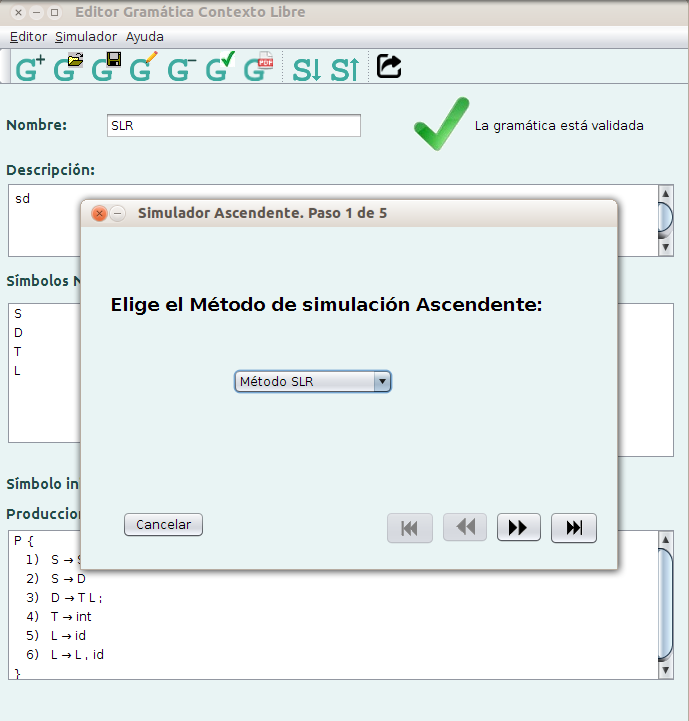 Editor Gramática Contexto Libre
Editor Simulador Ayuda
G+ G G G G- G G PDF S↓ S↑
Nombre: SLR La gramática está validada
Descripción:
sd
Simulador Ascendente. Paso 1 de 5
Símbolos N
Elige el Método de simulación Ascendente:
S
D
T
L
Método SLR
Símbolo in
Produccion
Cancelar
P {
1) S → S
2) S → D
3) D → T L ;
4) T → int
5) L → id
6) L → L , id
}